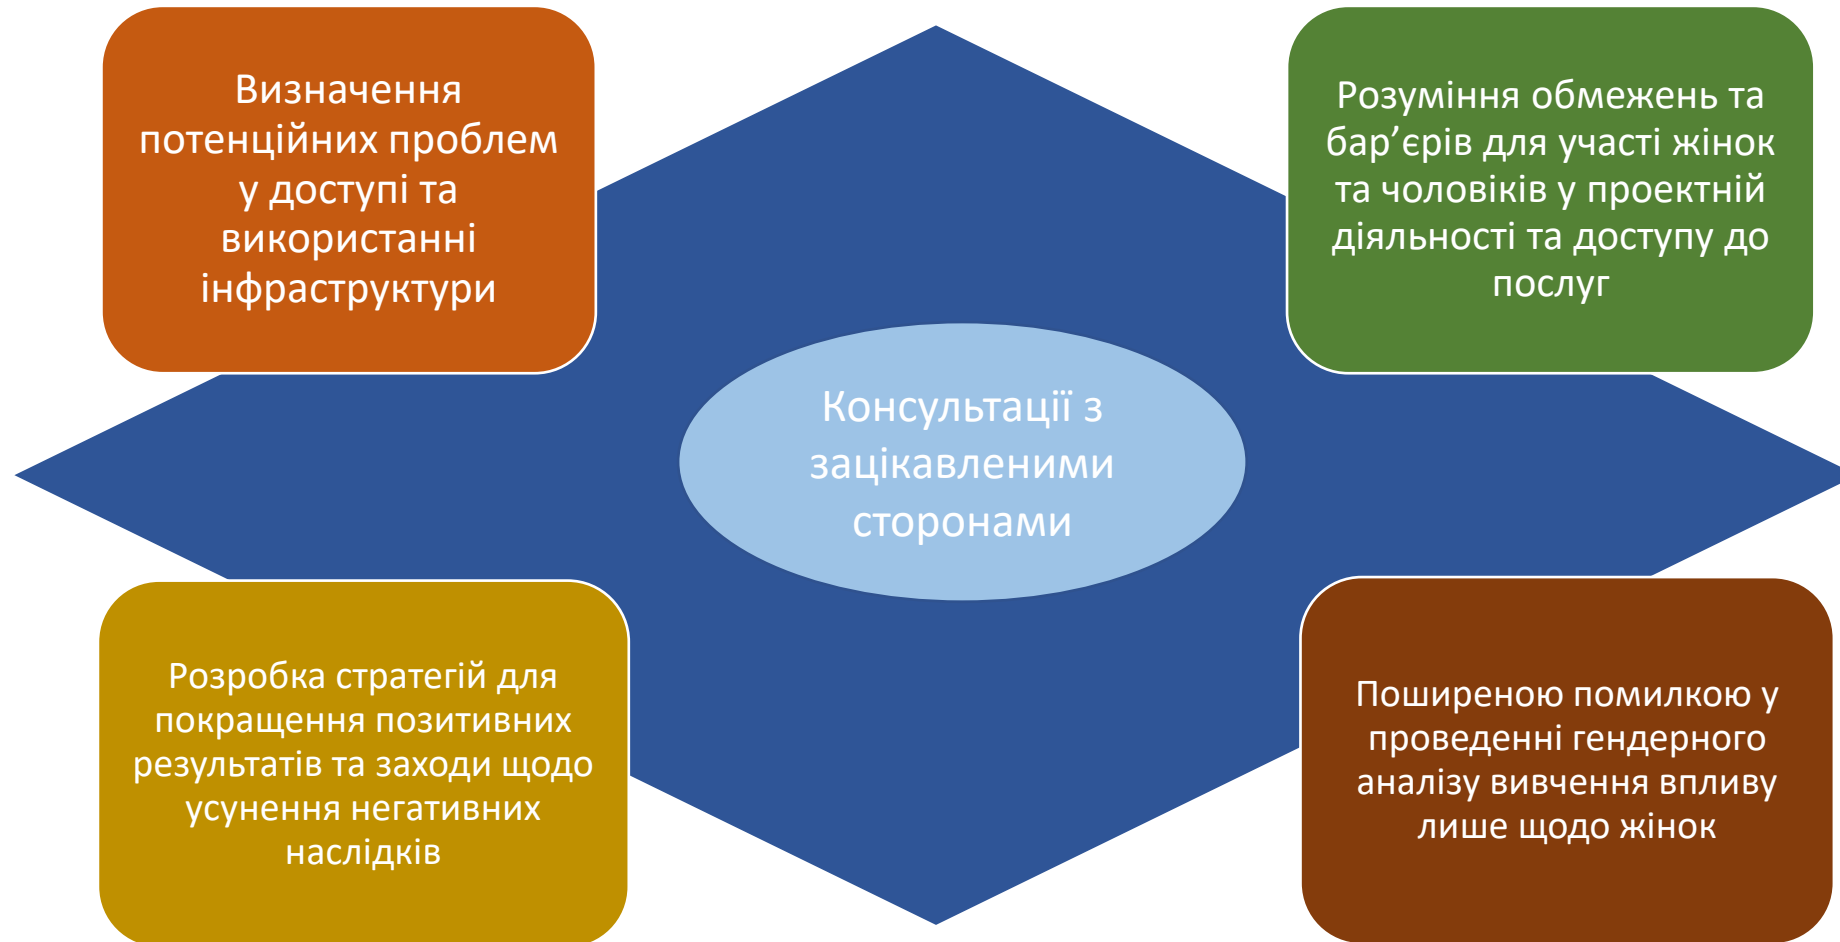 Визначення
потенційних проблем
у доступі та
використанні
інфраструктури
Розуміння обмежень та
бар’єрів для участі жінок
та чоловіків у проектній
діяльності та доступу до
послуг
Консультації з
зацікавленими
сторонами
Розробка стратегій для
покращення позитивних
результатів та заходи щодо
усунення негативних
наслідків
Поширеною помилкою у
проведенні гендерного
аналізу вивчення впливу
лише щодо жінок